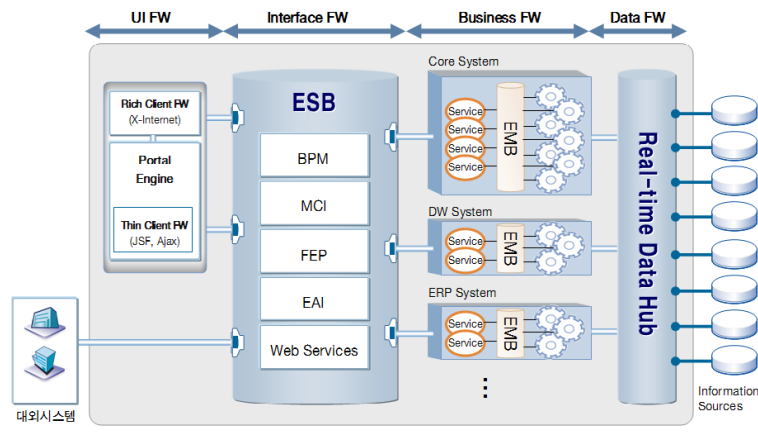 UI FW
Interface FW
Business FW
Data FW
Rich Client FW
(X-Internet)
Portal
Engine
Thin Client FW
(JSF, Ajax)
대외시스템
ESB
BPM
MCI
FEP
EAI
Web Services
Core System
Service
Service
Service
Service
EMB
DW System
Service
Service
EMB
ERP System
Service
Service
EMB
Real-time Data Hub
Information
Sources